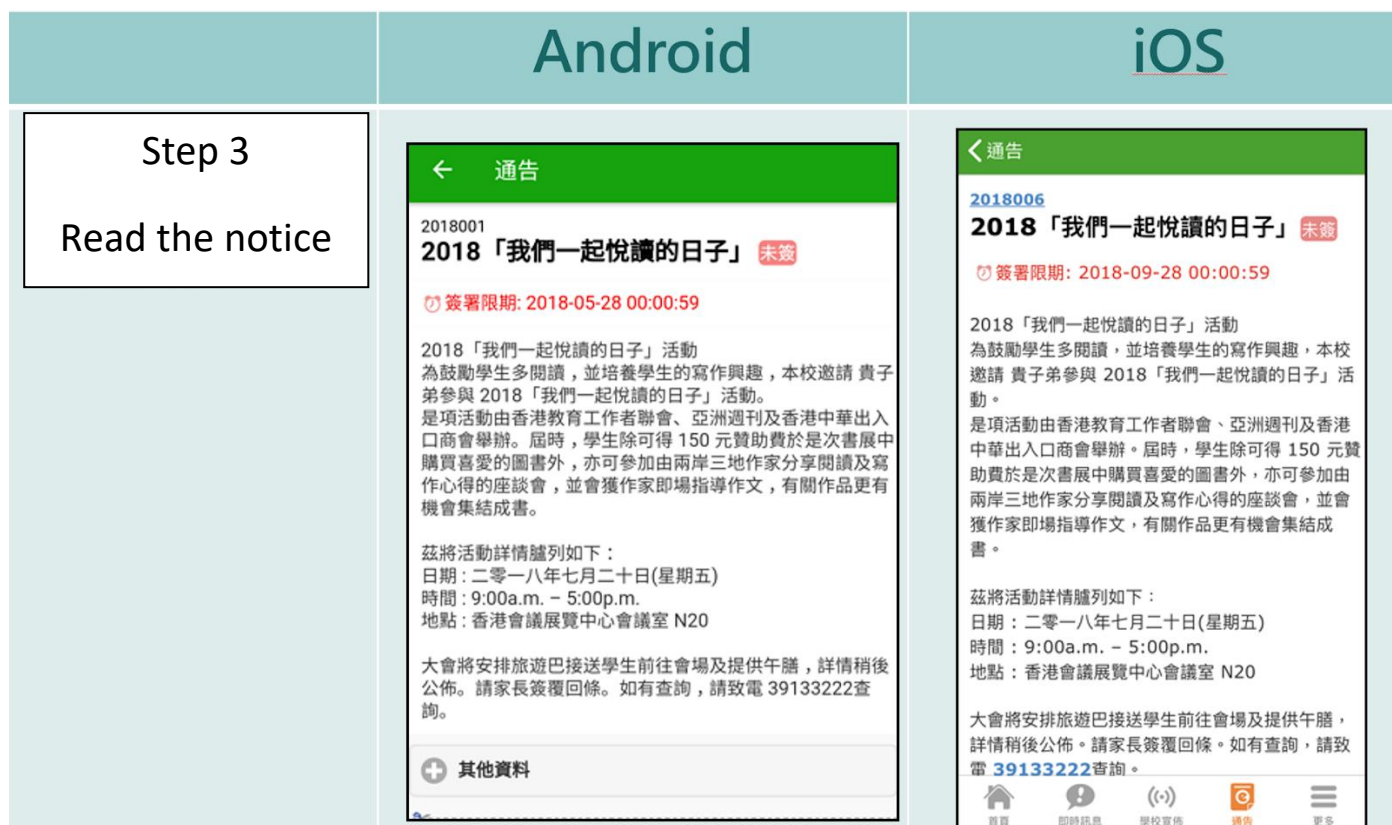 Android
iOS
Step 3
Read the notice
← 通告
2018001
2018「我們一起悅讀的日子」 未簽
簽署限期: 2018-05-28 00:00:59
2018「我們一起悅讀的日子」活動
為鼓勵學生多閱讀，並培養學生的寫作興趣，本校邀請 貴子
弟參與 2018「我們一起悅讀的日子」活動。
是項活動由香港教育工作者聯會、亞洲週刊及香港中華出入
口商會舉辦。屆時，學生除可得 150 元贊助費於是次書展中
購買喜愛的圖書外，亦可參加由兩岸三地作家分享閱讀及寫
作心得的座談會，並會獲作家即場指導作文，有關作品更有
機會集結成書。
茲將活動詳情臚列如下：
日期 : 二零一八年七月二十日(星期五)
時間 : 9:00a.m. – 5:00p.m.
地點 : 香港會議展覽中心會議室 N20
大會將安排旅遊巴接送學生前往會場及提供午膳，詳情稍後
公佈。請家長簽覆回條。如有查詢，請致電 39133222查
詢。
其他資料
通告
2018006
2018「我們一起悅讀的日子」 未簽
簽署限期: 2018-09-28 00:00:59
2018「我們一起悅讀的日子」活動
為鼓勵學生多閱讀，並培養學生的寫作興趣，本校
邀請 貴子弟參與 2018「我們一起悅讀的日子」活
動。
是項活動由香港教育工作者聯會、亞洲週刊及香港
中華出入口商會舉辦。屆時，學生除可得 150 元贊
助費於是次書展中購買喜愛的圖書外，亦可參加由
兩岸三地作家分享閱讀及寫作心得的座談會，並會
獲作家即場指導作文，有關作品更有機會集結成
書。
茲將活動詳情臚列如下：
日期 : 二零一八年七月二十日(星期五)
時間 : 9:00a.m. – 5:00p.m.
地點 : 香港會議展覽中心會議室 N20
大會將安排旅遊巴接送學生前往會場及提供午膳，
詳情稍後公佈。請家長簽覆回條。如有查詢，請致
電 39133222查詢。
首頁 即時訊息 學校宣佈 通告 更多